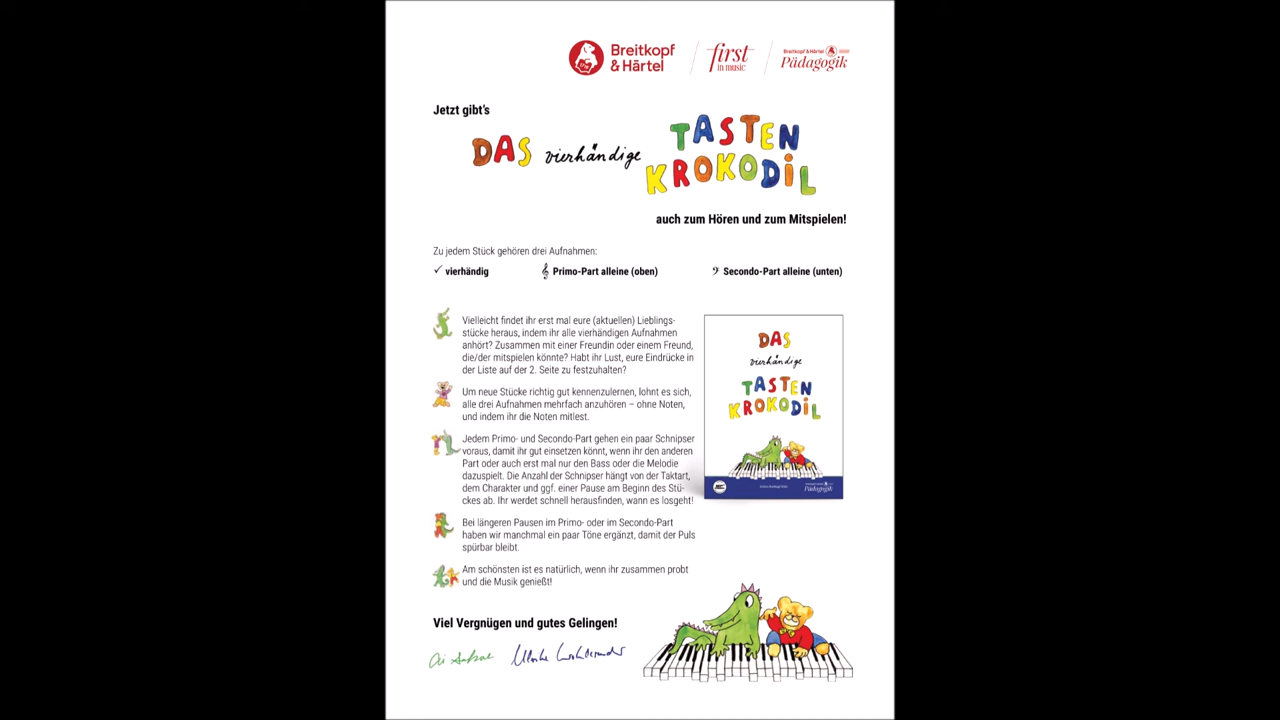 Breitkopf
& Härtel
first
in music
Breitkopf & Härtel
Pädagogik
Jetzt gibt's
DAS vierhändige TASTEN
KROKODIL
auch zum Hören und zum Mitspielen!
Zu jedem Stück gehören drei Aufnahmen:
✓ vierhändig
Primo-Part alleine (oben)
Secondo-Part alleine (unten)
Vielleicht findet ihr erst mal eure (aktuellen) Lieblings-
stücke heraus, indem ihr alle vierhändigen Aufnahmen
anhört? Zusammen mit einer Freundin oder einem Freund,
die/der mitspielen könnte? Habt ihr Lust, eure Eindrücke in
der Liste auf der 2. Seite zu festzuhalten?
Um neue Stücke richtig gut kennenzulernen, lohnt es sich,
alle drei Aufnahmen mehrfach anzuhören – ohne Noten,
und indem ihr die Noten mitlest.
Jedem Primo- und Secondo-Part gehen ein paar Schnipser
voraus, damit ihr gut einsetzen könnt, wenn ihr den anderen
Part oder auch erst mal nur den Bass oder die Melodie
dazuspielt. Die Anzahl der Schnipser hängt von der Taktart,
dem Charakter und ggf. einer Pause am Beginn des Stü-
ckes ab. Ihr werdet schnell herausfinden, wann es losgeht!
Bei längeren Pausen im Primo- oder im Secondo-Part
haben wir manchmal ein paar Töne ergänzt, damit der Puls
spürbar bleibt.
Am schönsten ist es natürlich, wenn ihr zusammen probt
und die Musik genießt!
DAS
vierhändige
TASTEN
KROKODIL
Pädagogik
Viel Vergnügen und gutes Gelingen!